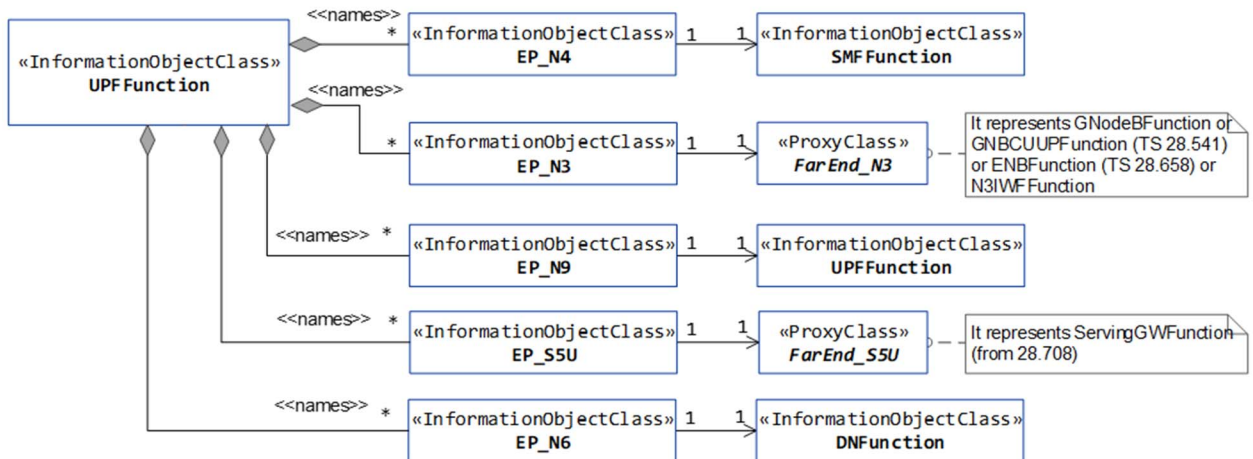 «InformationObjectClass»
UPFFunction
<<names>>
*
«InformationObjectClass»
EP_N4
1
1
«InformationObjectClass»
SMFFunction
<<names>>
*
«InformationObjectClass»
EP_N3
1
1
«ProxyClass»
FarEnd_N3
It represents GNodeBFunction or
GNBCUUPFunction (TS 28.541)
or ENBFunction (TS 28.658) or
N3IWFFunction
<<names>>
*
«InformationObjectClass»
EP_N9
1
1
«InformationObjectClass»
UPFFunction
<<names>>
*
«InformationObjectClass»
EP_S5U
1
1
«ProxyClass»
FarEnd_S5U
It represents ServingGWFunction
(from 28.708)
<<names>>
*
«InformationObjectClass»
EP_N6
1
1
«InformationObjectClass»
DNFunction